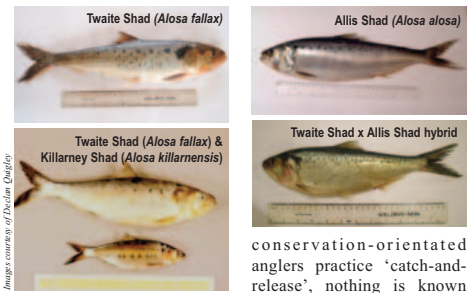 Twaite Shad (Alosa fallax)
Allis Shad (Alosa alosa)
Twaite Shad (Alosa fallax) &
Killarney Shad (Alosa killarnensis)
Twaite Shad x Allis Shad hybrid
Images courtesy of Declan Quigley
conservation-orientated
anglers practice ‘catch-and-
release’, nothing is known